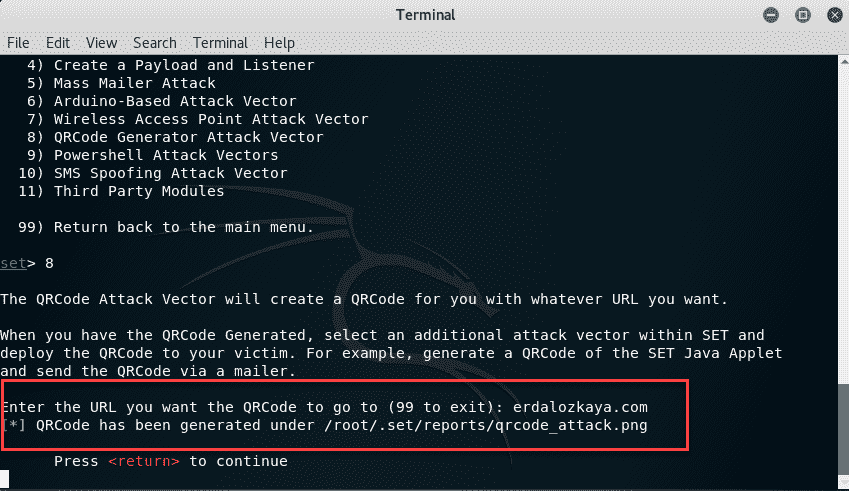 Terminal
File Edit View Search Terminal Help
4) Create a Payload and Listener
5) Mass Mailer Attack
6) Arduino-Based Attack Vector
7) Wireless Access Point Attack Vector
8) QRCode Generator Attack Vector
9) Powershell Attack Vectors
10) SMS Spoofing Attack Vector
11) Third Party Modules
99) Return back to the main menu.
set> 8
The QRCode Attack Vector will create a QRCode for you with whatever URL you want.
When you have the QRCode Generated, select an additional attack vector within SET and
deploy the QRCode to your victim. For example, generate a QRCode of the SET Java Applet
and send the QRCode via a mailer.
Enter the URL you want the QRCode to go to (99 to exit): erdalozkaya.com
[*] QRCode has been generated under /root/.set/reports/qrcode_attack.png
Press <return> to continue